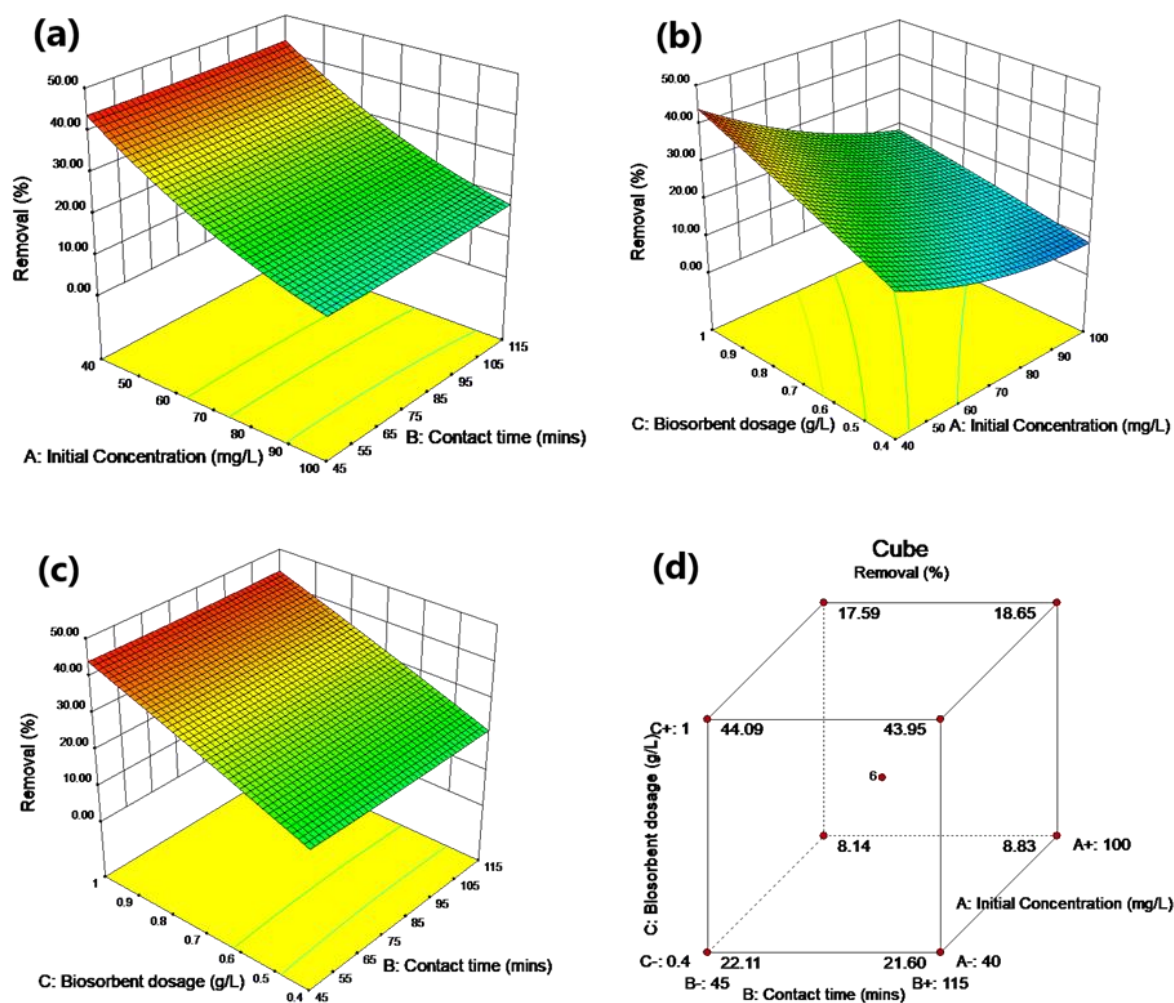 (a)
50.00
40.00
30.00
20.00
10.00
0.00
Removal (%)
40
50
60
70
80
90
100
A: Initial Concentration (mg/L)
45
55
65
75
85
95
105
115
B: Contact time (mins)
(b)
50.00
40.00
30.00
20.00
10.00
0.00
Removal (%)
1
0.9
0.8
0.7
0.6
0.5
0.4
C: Biosorbent dosage (g/L)
40
50
60
70
80
90
100
A: Initial Concentration (mg/L)
(c)
50.00
40.00
30.00
20.00
10.00
0.00
Removal (%)
1
0.9
0.8
0.7
0.6
0.5
0.4
C: Biosorbent dosage (g/L)
45
55
65
75
85
95
105
115
B: Contact time (mins)
(d)
Cube
Removal (%)
17.59 18.65
C+: 1 44.09 43.95
6
8.14 8.83 A+: 100
C: Biosorbent dosage (g/L)
A: Initial Concentration (mg/L)
C-: 0.4 22.11 21.60 A-: 40
B-: 45 B+: 115
B: Contact time (mins)